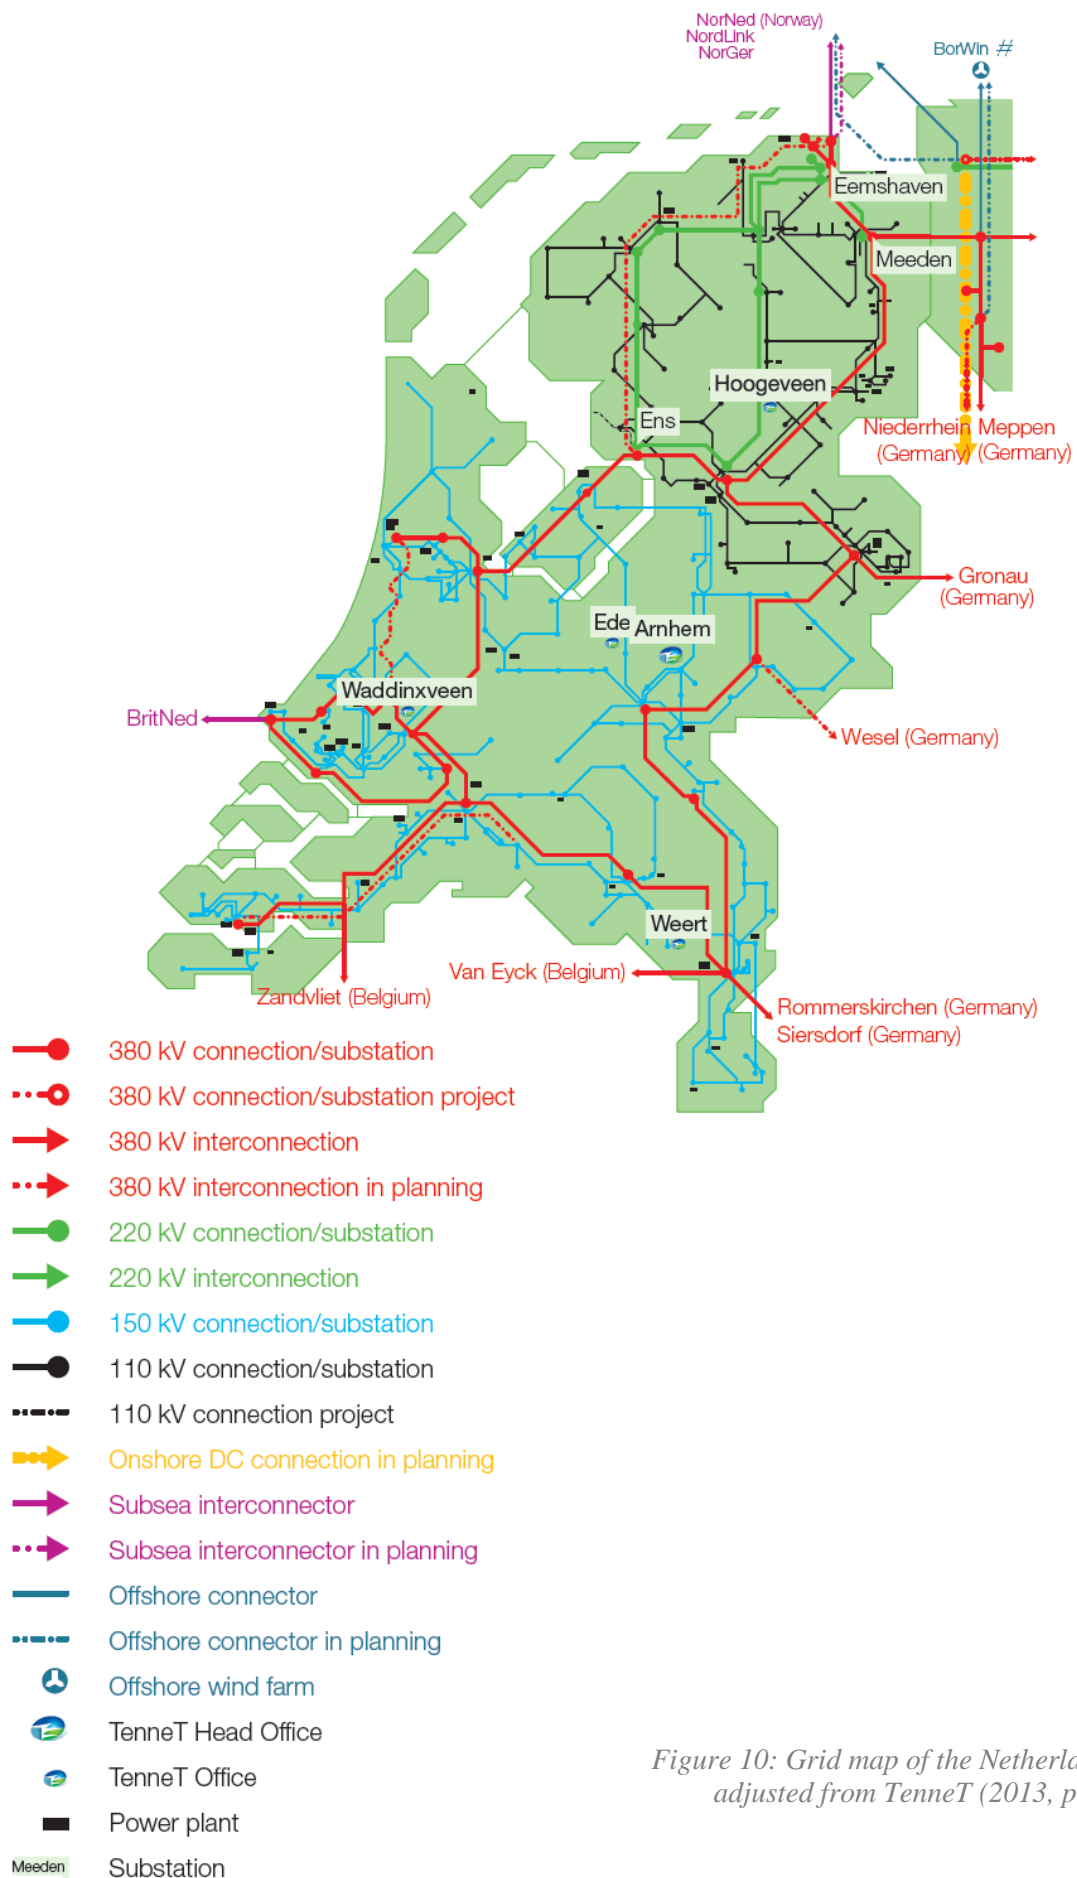 NorNed (Norway)
NordLink
NorGer
BorWin #
Eemshaven
Meeden
Hoogeveen
Ens
Niederrhein Meppen
(Germany) (Germany)
Gronau
(Germany)
Ede
Arnhem
Waddinxveen
BritNed
Wesel (Germany)
Weert
Van Eyck (Belgium)
Zandvliet (Belgium)
Rommerskirchen (Germany)
Siersdorf (Germany)
380 kV connection/substation
380 kV connection/substation project
380 kV interconnection
380 kV interconnection in planning
220 kV connection/substation
220 kV interconnection
150 kV connection/substation
110 kV connection/substation
110 kV connection project
Onshore DC connection in planning
Subsea interconnector
Subsea interconnector in planning
Offshore connector
Offshore connector in planning
Offshore wind farm
TenneT Head Office
TenneT Office
Power plant
Meeden Substation
Figure 10: Grid map of the Netherla
adjusted from TenneT (2013, p